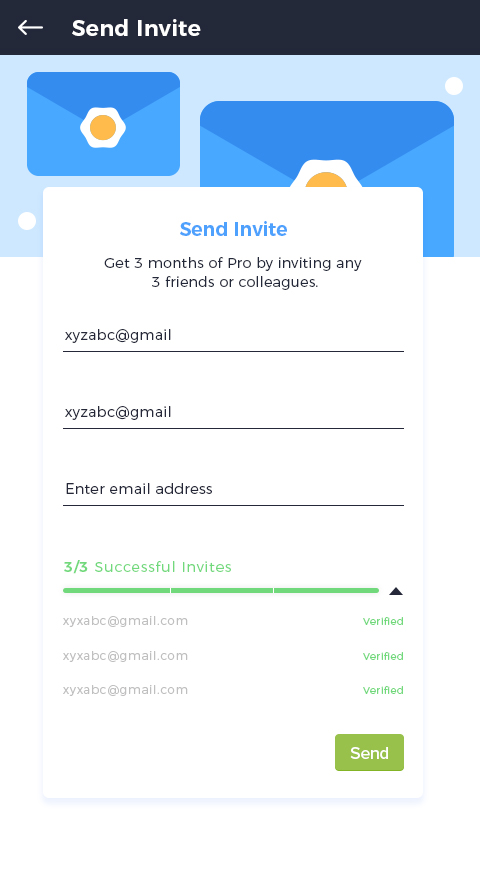 Send Invite
Send Invite
Get 3 months of Pro by inviting any
3 friends or colleagues.
xyzabc@gmail
xyzabc@gmail
Enter email address
3/3 Successful Invites
xyxabc@gmail.com Verified
xyxabc@gmail.com Verified
xyxabc@gmail.com Verified
Send